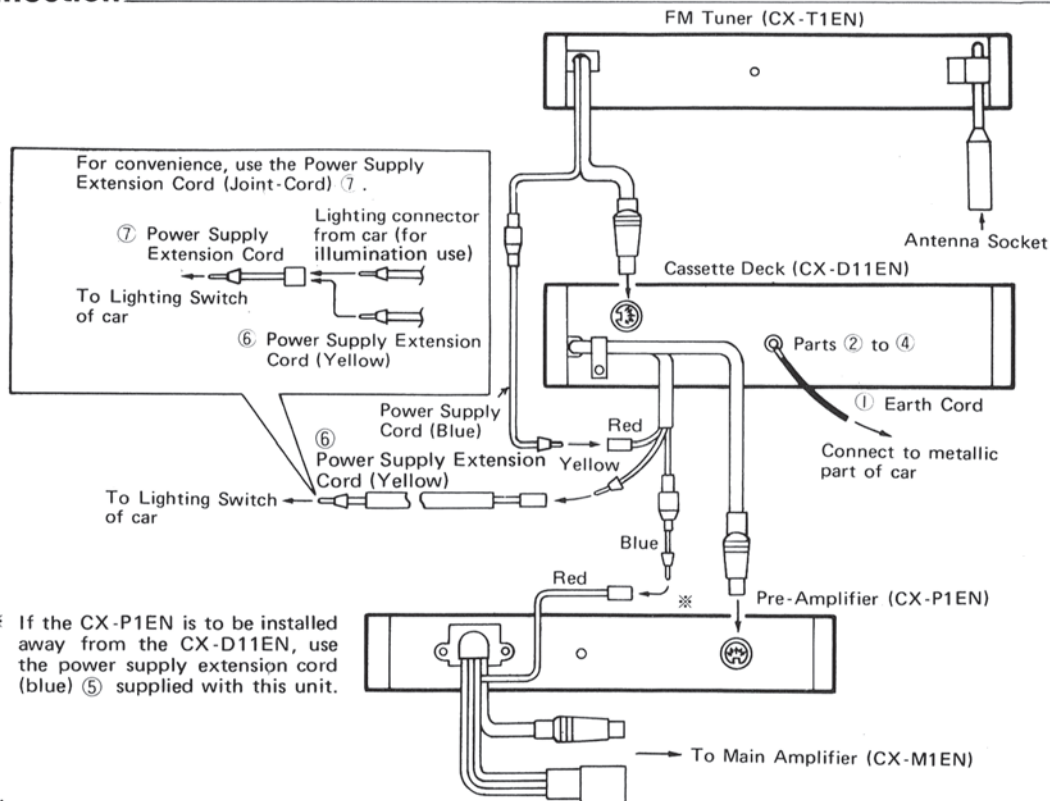 FM Tuner (CX-T1EN)
For convenience, use the Power Supply
Extension Cord (Joint-Cord) ⑦ .
⑦ Power Supply
Extension Cord
Lighting connector
from car (for
illumination use)
To Lighting Switch
of car
⑥ Power Supply Extension
Cord (Yellow)
Antenna Socket
Cassette Deck (CX-D11EN)
Parts ② to ④
① Earth Cord
Connect to metallic
part of car
Power Supply
Cord (Blue)
Red
⑥
Power Supply Extension
Cord (Yellow)
Yellow
To Lighting Switch
of car
Blue
Red
※
Pre-Amplifier (CX-P1EN)
If the CX-P1EN is to be installed
away from the CX-D11EN, use
the power supply extension cord
(blue) ⑤ supplied with this unit.
To Main Amplifier (CX-M1EN)